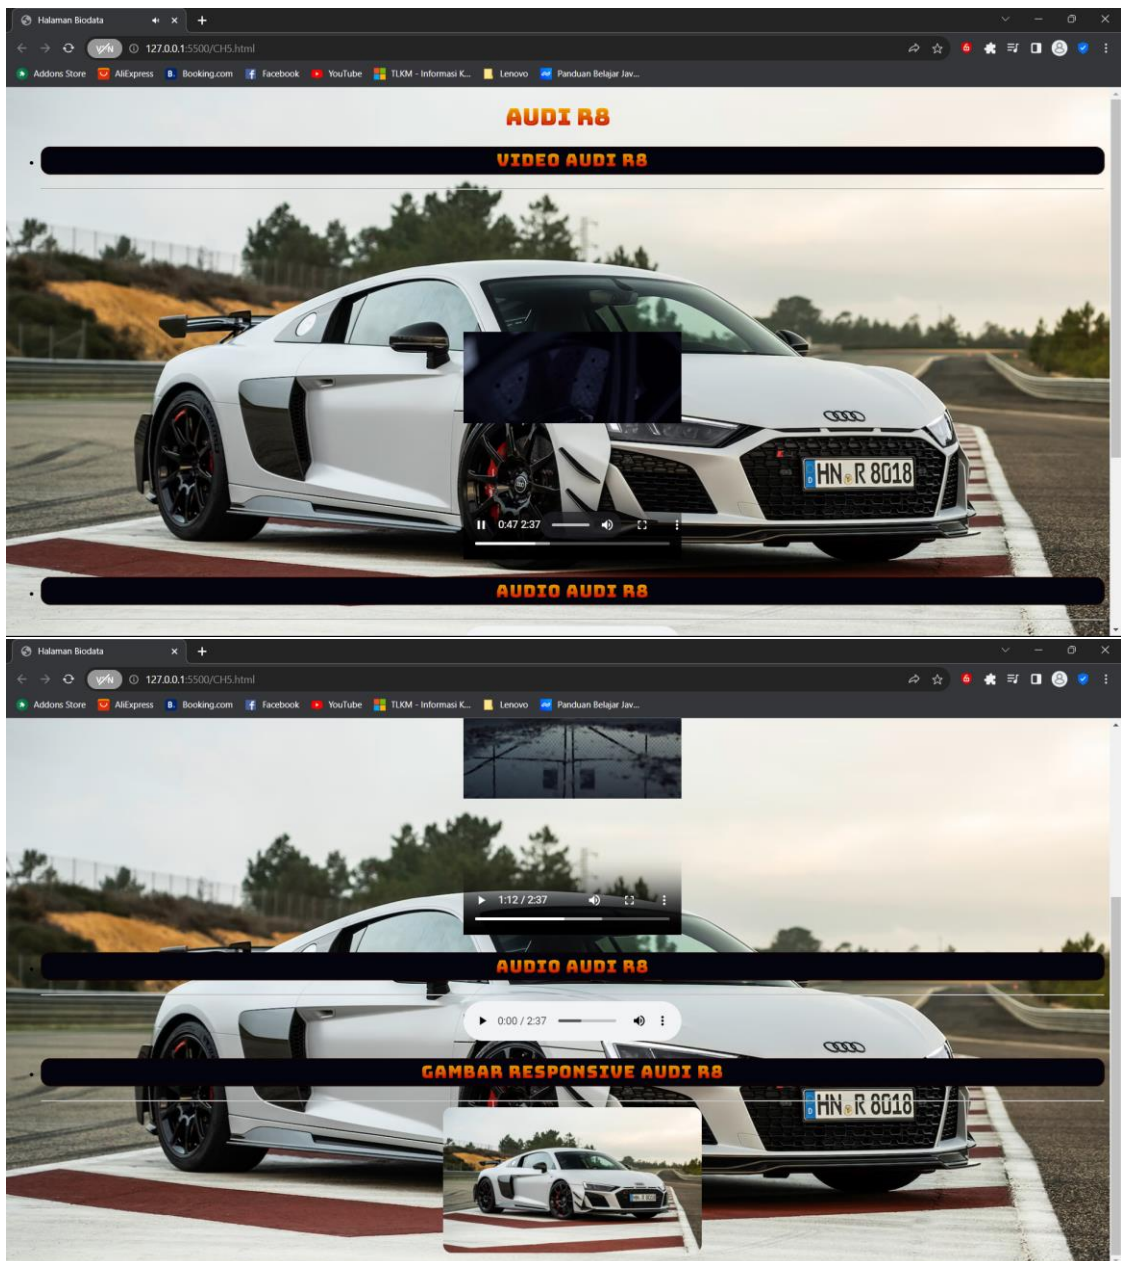 Halaman Biodata
V/N
127.0.0.1:5500/CH5.html
6
Addons Store
AliExpress
B. Booking.com
Facebook
YouTube
TLKM - Informasi K...
Lenovo
Panduan Belajar Jav...
AUDI R8
VIDEO AUDI R8
HN R 8018
0:47 2:37
AUDIO AUDI R8
Halaman Biodata
V/N
127.0.0.1:5500/CH5.html
6
Addons Store
AliExpress
B. Booking.com
Facebook
YouTube
TLKM - Informasi K...
Lenovo
Panduan Belajar Jav...
1:12 / 2:37
AUDIO AUDI R8
0:00 / 2:37
GAMBAR RESPONSIVE AUDI R8
HN R 8018